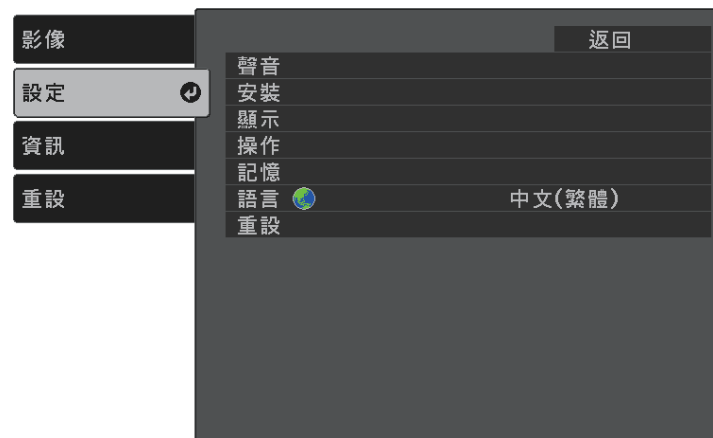 影像
設定
資訊
重設
返回
聲音
安裝
顯示
操作
記憶
語言 中文(繁體)
重設